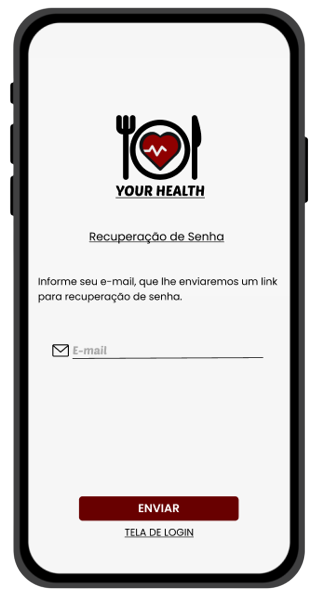 YOUR HEALTH
Recuperação de Senha
Informe seu e-mail, que lhe enviaremos um link
para recuperação de senha.
E-mail
ENVIAR
TELA DE LOGIN